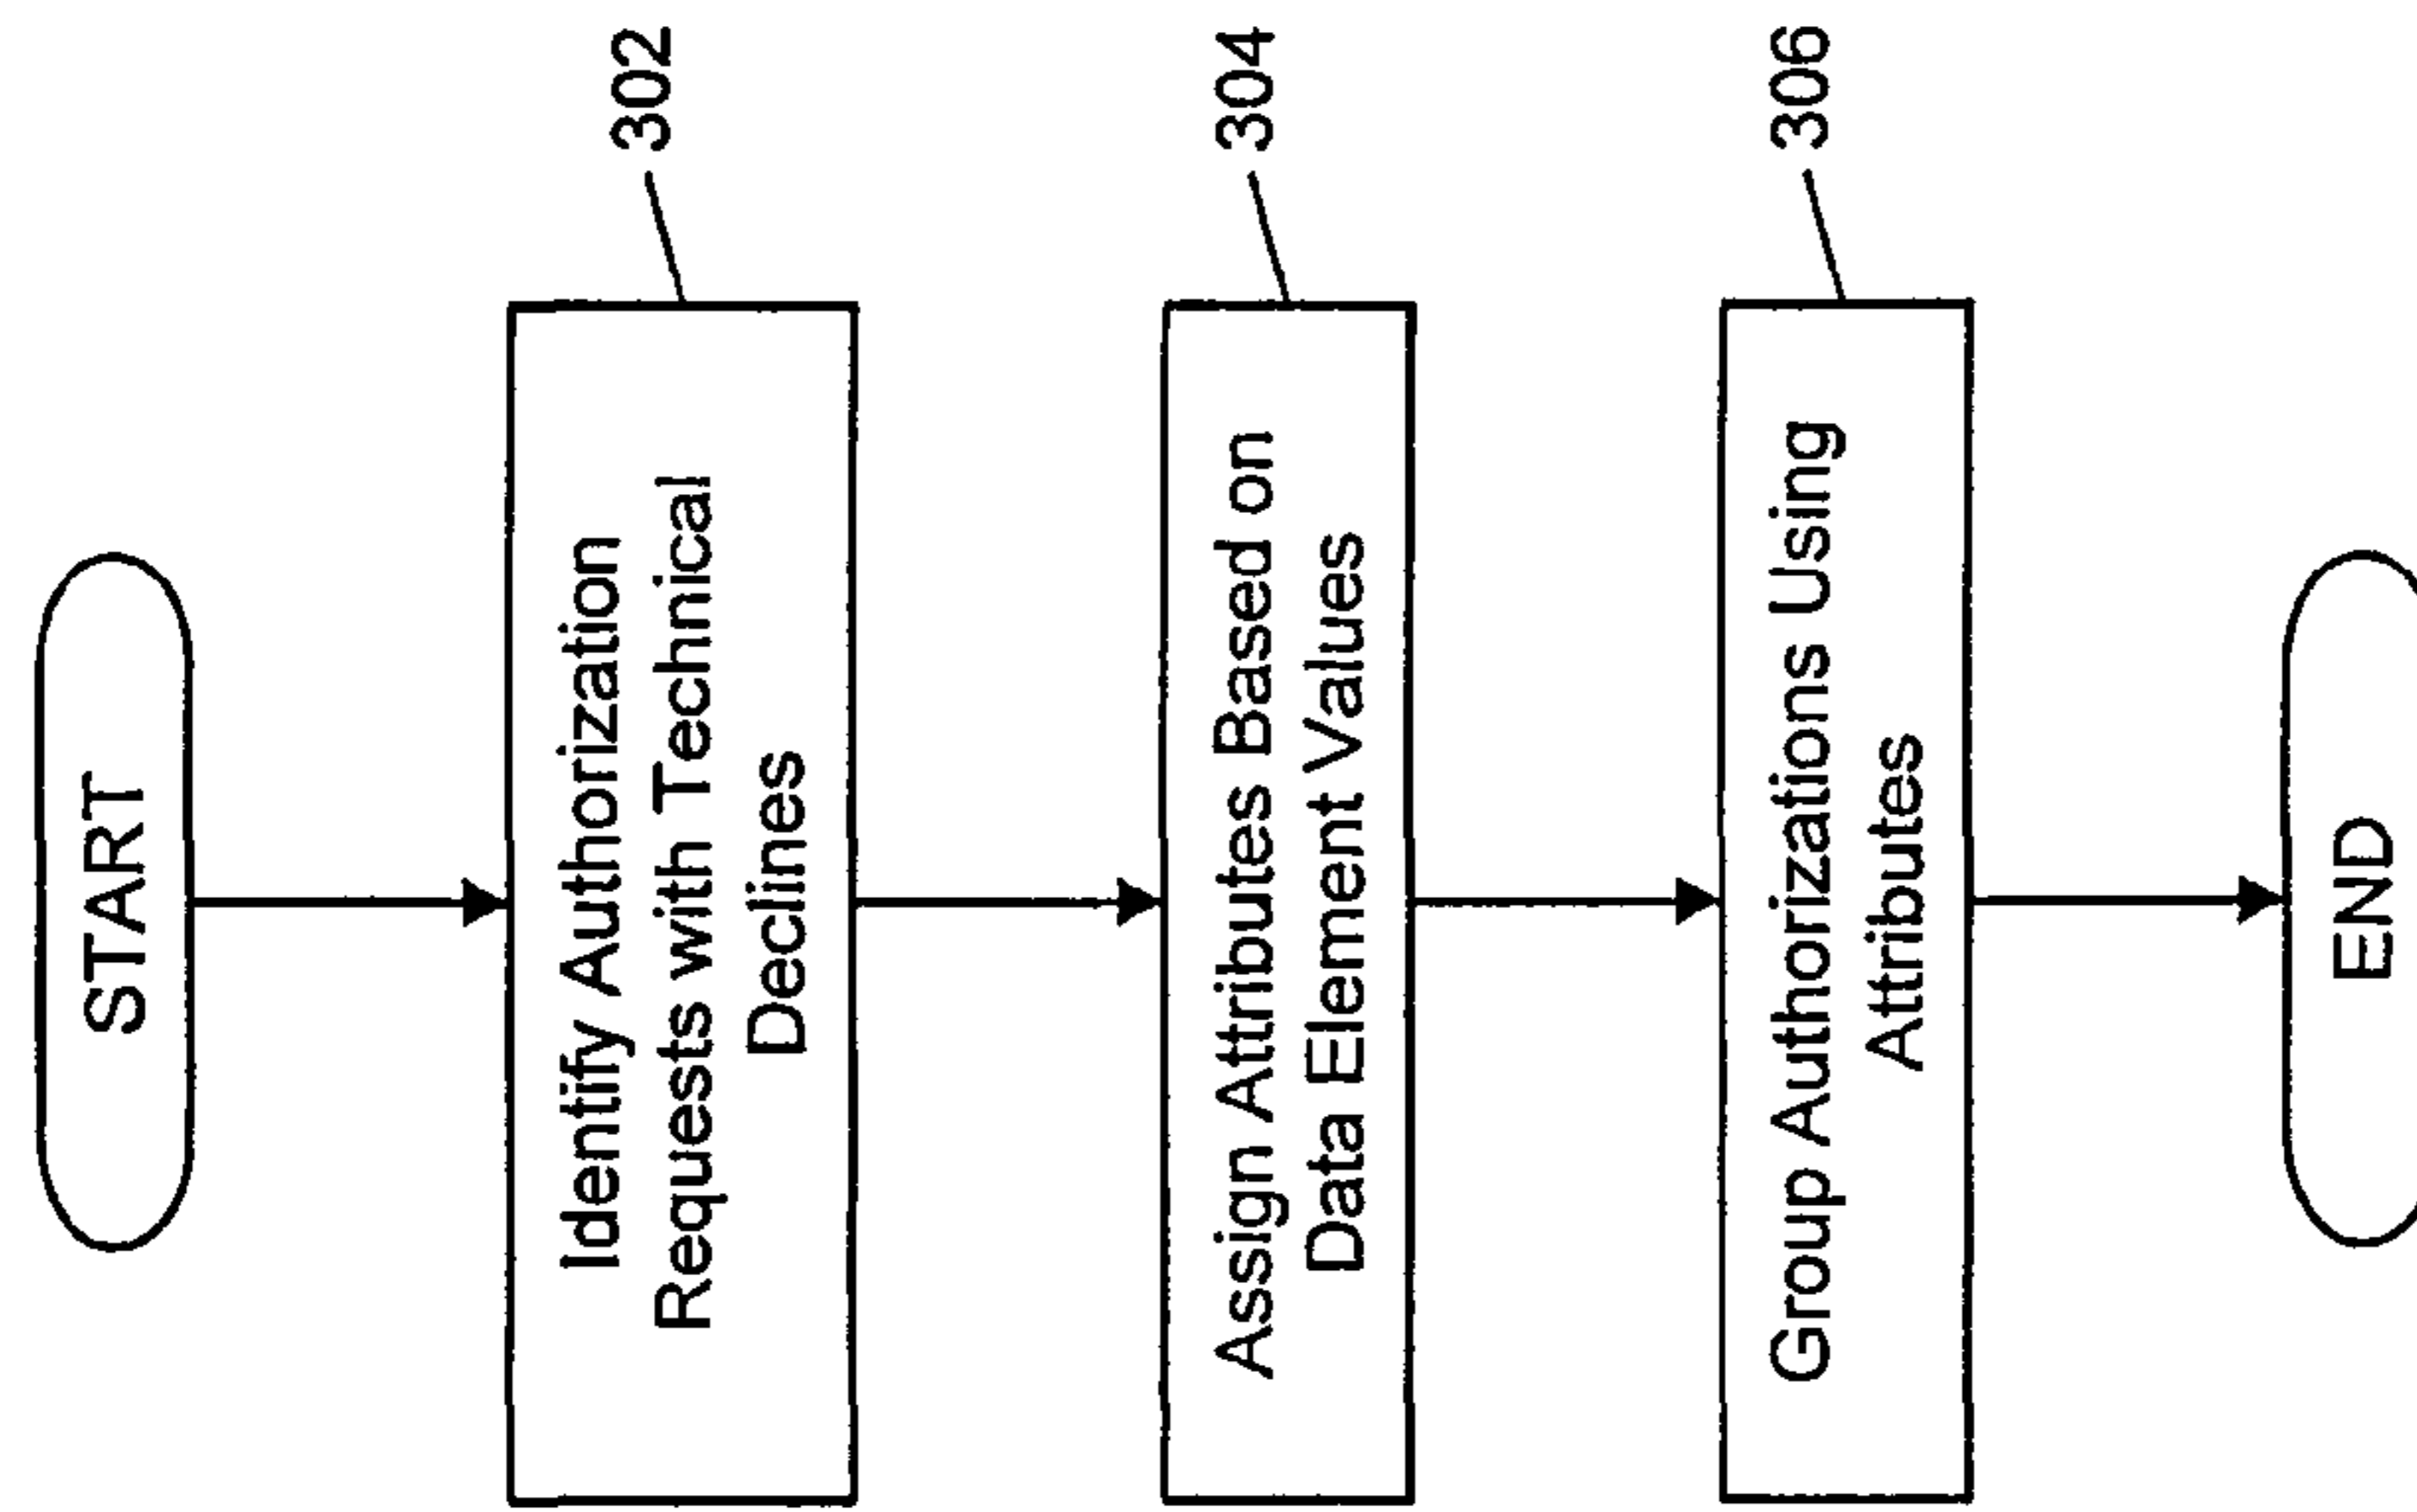 START
Identify Authorization
Requests with Technical
Declines
302
Assign Attributes Based on
Data Element Values
304
Group Authorizations Using
Attributes
306
END